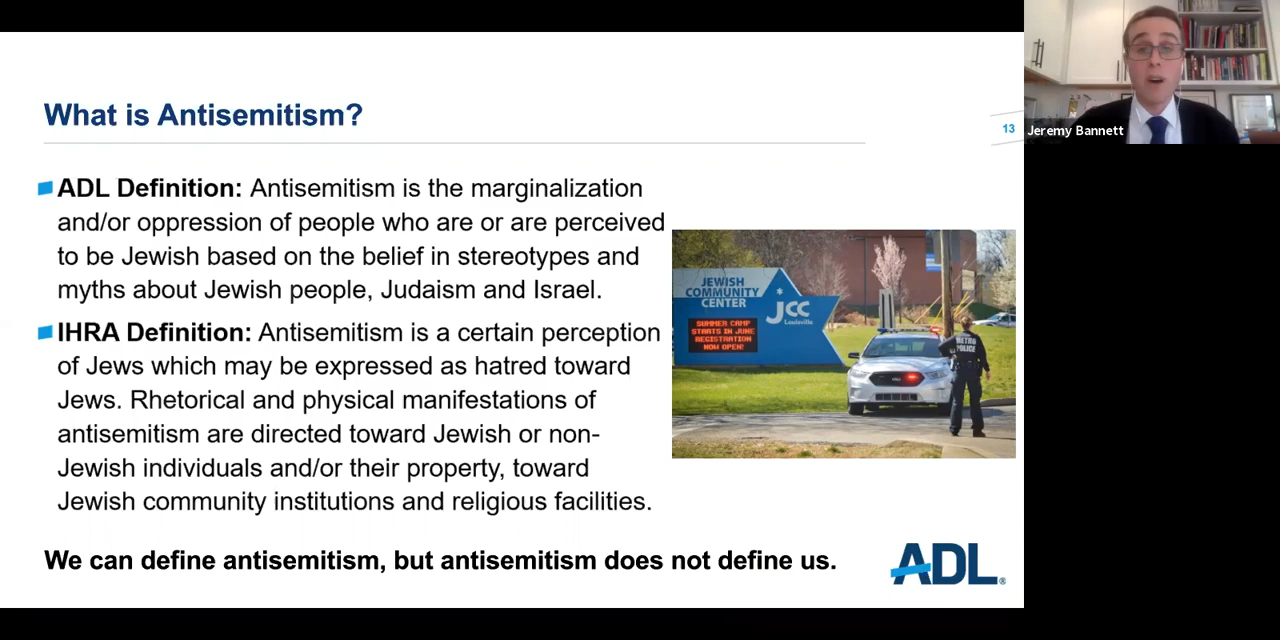 What is Antisemitism?
13
Jeremy Bannett
ADL Definition: Antisemitism is the marginalization
and/or oppression of people who are or are perceived
to be Jewish based on the belief in stereotypes and
myths about Jewish people, Judaism and Israel.
IHRA Definition: Antisemitism is a certain perception
of Jews which may be expressed as hatred toward
Jews. Rhetorical and physical manifestations of
antisemitism are directed toward Jewish or non-
Jewish individuals and/or their property, toward
Jewish community institutions and religious facilities.
JEWISH
COMMUNITY
CENTER
JCC
Louisville
SUMMER CAMP
STARTS IN JUNE
REGISTRATION
NOW OPEN!
METRO
POLICE
We can define antisemitism, but antisemitism does not define us.
ADL®